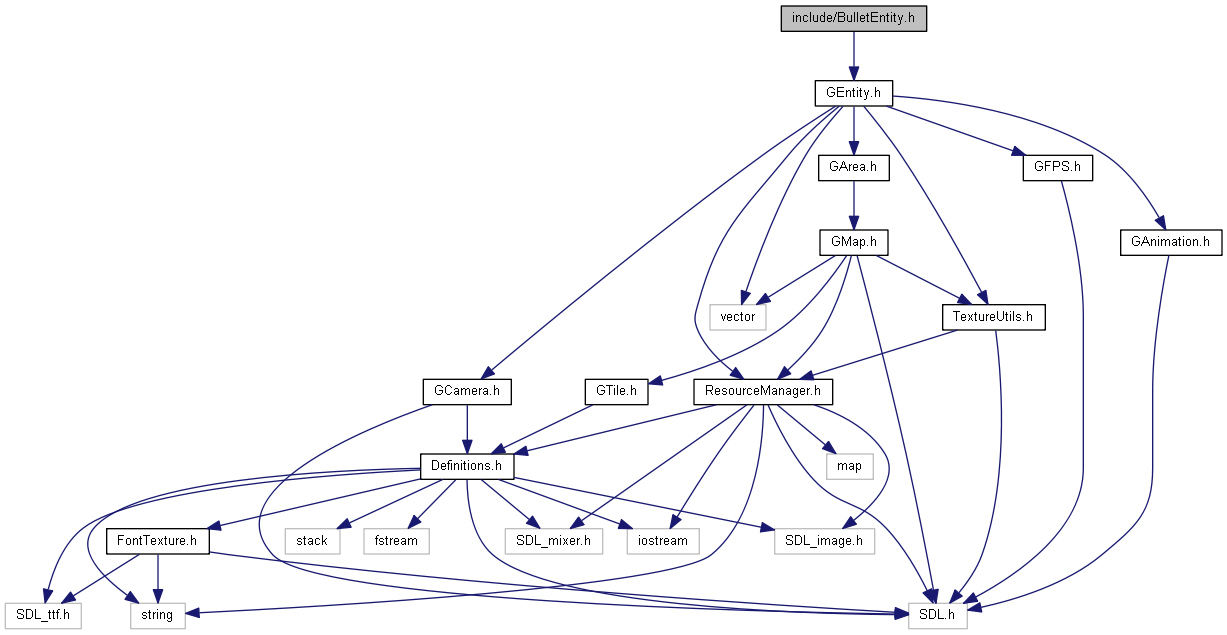 include/BulletEntity.h
GEntity.h
GArea.h
GFPS.h
GMap.h
GAnimation.h
vector
TextureUtils.h
GCamera.h
GTile.h
ResourceManager.h
Definitions.h
map
FontTexture.h
stack
fstream
SDL_mixer.h
iostream
SDL_image.h
SDL_ttf.h
string
SDL.h